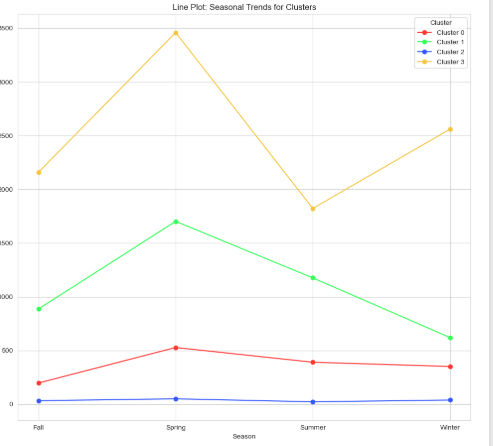 Line Plot: Seasonal Trends for Clusters
Cluster
Cluster 0
Cluster 1
Cluster 2
Cluster 3
500
0
Fall
Spring
Summer
Winter
Season